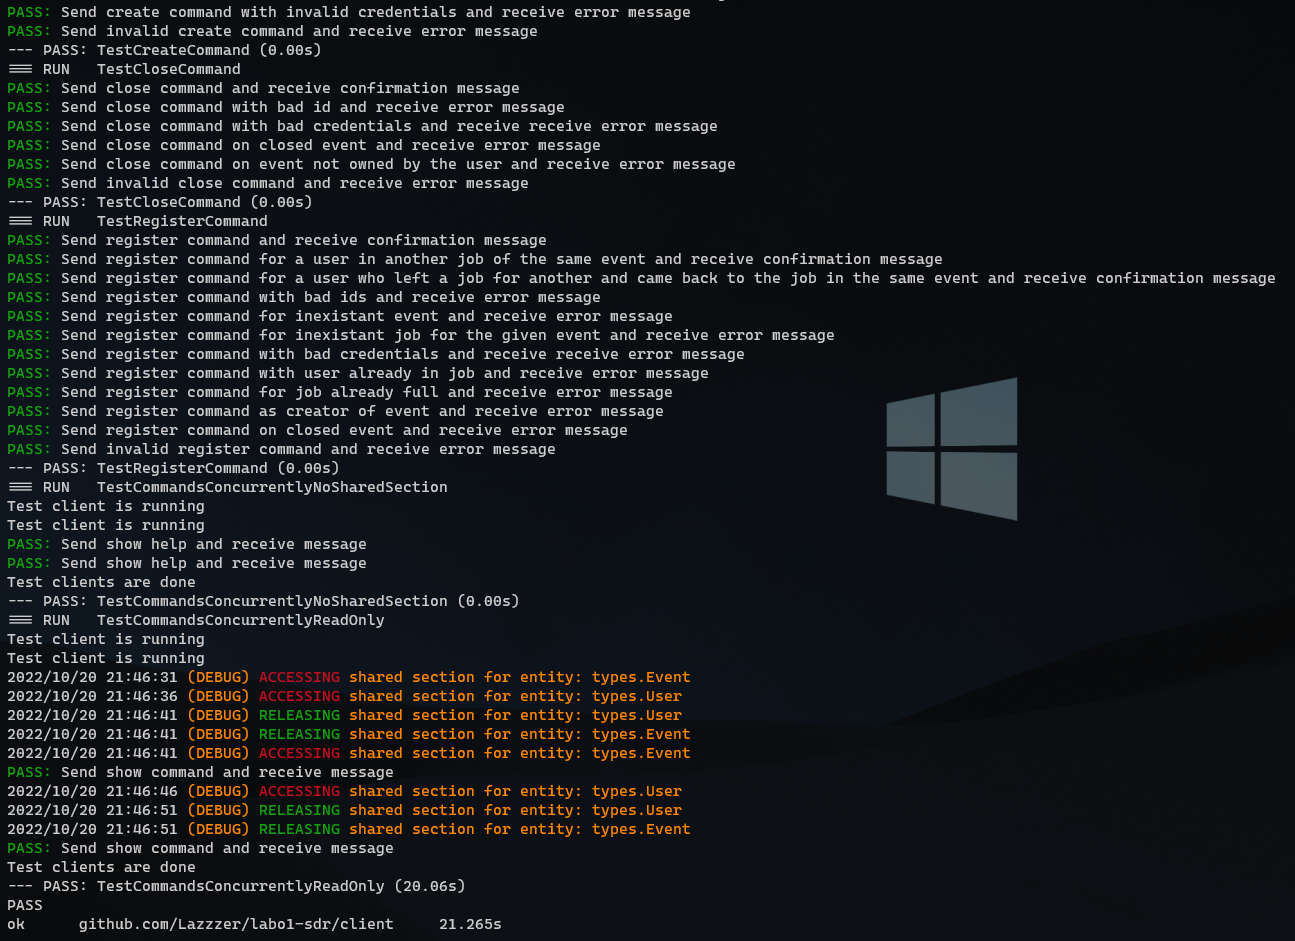 PASS: Send create command with invalid credentials and receive error message
PASS: Send invalid create command and receive error message
--- PASS: TestCreateCommand (0.00s)
=== RUN   TestCloseCommand
PASS: Send close command and receive confirmation message
PASS: Send close command with bad id and receive error message
PASS: Send close command with bad credentials and receive receive error message
PASS: Send close command on closed event and receive error message
PASS: Send close command on event not owned by the user and receive error message
PASS: Send invalid close command and receive error message
--- PASS: TestCloseCommand (0.00s)
=== RUN   TestRegisterCommand
PASS: Send register command and receive confirmation message
PASS: Send register command for a user in another job of the same event and receive confirmation message
PASS: Send register command for a user who left a job for another and came back to the job in the same event and receive confirmation message
PASS: Send register command with bad ids and receive error message
PASS: Send register command for inexistant event and receive error message
PASS: Send register command for inexistant job for the given event and receive error message
PASS: Send register command with bad credentials and receive receive error message
PASS: Send register command with user already in job and receive error message
PASS: Send register command for job already full and receive error message
PASS: Send register command as creator of event and receive error message
PASS: Send register command on closed event and receive error message
PASS: Send invalid register command and receive error message
--- PASS: TestRegisterCommand (0.00s)
=== RUN   TestCommandsConcurrentlyNoSharedSection
Test client is running
Test client is running
PASS: Send show help and receive message
PASS: Send show help and receive message
Test clients are done
--- PASS: TestCommandsConcurrentlyNoSharedSection (0.00s)
=== RUN   TestCommandsConcurrentlyReadOnly
Test client is running
Test client is running
2022/10/20 21:46:31 (DEBUG) ACCESSING shared section for entity: types.Event
2022/10/20 21:46:36 (DEBUG) ACCESSING shared section for entity: types.User
2022/10/20 21:46:41 (DEBUG) RELEASING shared section for entity: types.User
2022/10/20 21:46:41 (DEBUG) RELEASING shared section for entity: types.Event
2022/10/20 21:46:41 (DEBUG) ACCESSING shared section for entity: types.Event
PASS: Send show command and receive message
2022/10/20 21:46:46 (DEBUG) ACCESSING shared section for entity: types.User
2022/10/20 21:46:51 (DEBUG) RELEASING shared section for entity: types.User
2022/10/20 21:46:51 (DEBUG) RELEASING shared section for entity: types.Event
PASS: Send show command and receive message
Test clients are done
--- PASS: TestCommandsConcurrentlyReadOnly (20.06s)
PASS
ok      github.com/Lazzzer/labo1-sdr/client     21.265s